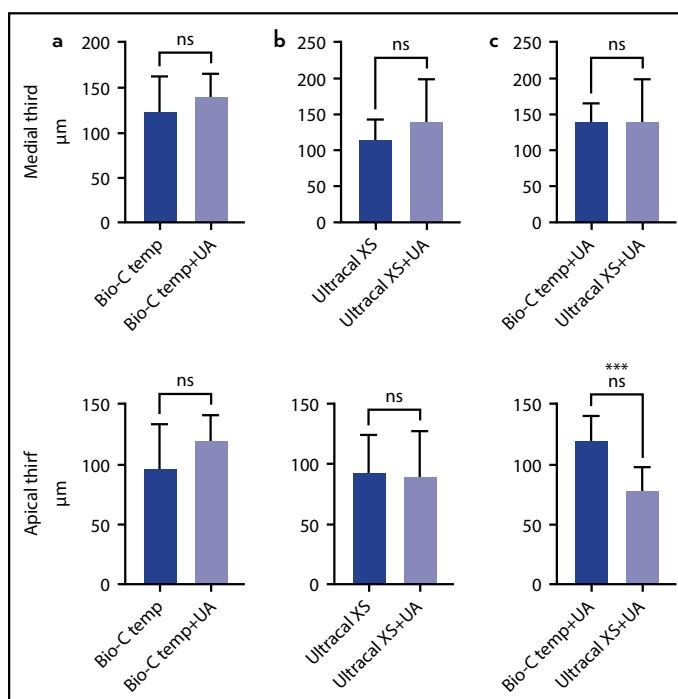 a
b
c
Medial third
µm
200
150
100
50
0
ns
Bio-C temp
Bio-C temp+UA
250
200
150
100
50
0
ns
Ultracal XS
Ultracal XS+UA
250
200
150
100
50
0
ns
Bio-C temp+UA
Ultracal XS+UA
Apical thirf
µm
150
100
50
0
ns
Bio-C temp
Bio-C temp+UA
150
100
50
0
ns
Ultracal XS
Ultracal XS+UA
150
100
50
0
***
ns
Bio-C temp+UA
Ultracal XS+UA